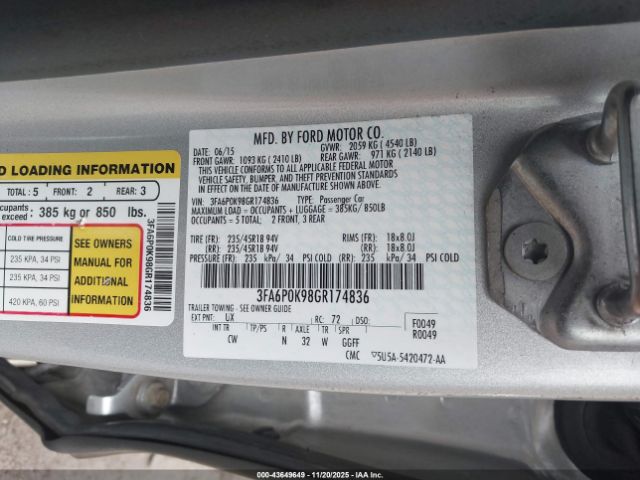 D LOADING INFORMATION
TOTAL: 5 FRONT: 2 REAR: 3
upants
exceed: 385 kg or 850 lbs.
COLD TIRE PRESSURE
235 KPA, 34 PSI
235 KPA, 34 PSI
420 KPA, 60 PSI
SEE OWNERS
MANUAL FOR
ADDITIONAL
INFORMATION
3FA6P0K98GR174836
MFD. BY FORD MOTOR CO.
DATE: 06/15 GVWR: 2059 KG ( 4540 LB)
FRONT GAWR: 1093 KG ( 2410 LB) REAR GAWR: 971 KG ( 2140 LB)
THIS VEHICLE CONFORMS TO ALL APPLICABLE FEDERAL MOTOR
VEHICLE SAFETY, BUMPER, AND THEFT PREVENTION STANDARDS IN
EFFECT ON THE DATE OF MANUFACTURE SHOWN ABOVE.
VIN: 3FA6P0K98GR174836 TYPE: Passenger Car
MAXIMUM LOAD = OCCUPANTS + LUGGAGE = 385KG/ 850LB
OCCUPANTS = 5 TOTAL: 2 FRONT, 3 REAR
TIRE (FR): 235/45R18 94V RIMS (FR): 18x8.0J
(RR): 235/45R18 94V (RR): 18x8.0J
PRESSURE (FR): 235 kPa/ 34 PSI COLD (RR): 235 kPa/ 34 PSI COLD
3FA6P0K98GR174836
TRAILER TOWING - SEE OWNER GUIDE
EXT PNT: UX RC: 72 DSO: F0049
R0049
INT TR TP/PS R AXLE TR SPR
CW N 32 W GGFF
CMC 5U5A-5420472-AA
000-43649649 - 11/20/2025 - IAAI.com